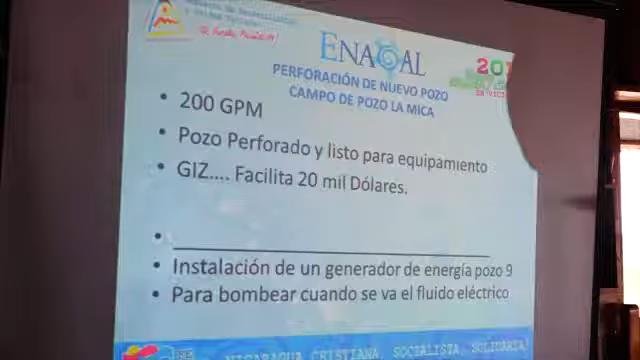 ENACAL
PERFORACIÓN DE NUEVO POZO
CAMPO DE POZO LA MICA
• 200 GPM
• Pozo Perforado y listo para equipamiento
• GIZ.... Facilita 20 mil Dólares.
• ______________________________
• Instalación de un generador de energía pozo 9
• Para bombear cuando se va el fluido eléctrico
NICARAGUA CRISTIANA, SOCIALISTA, SOLIDARIA!